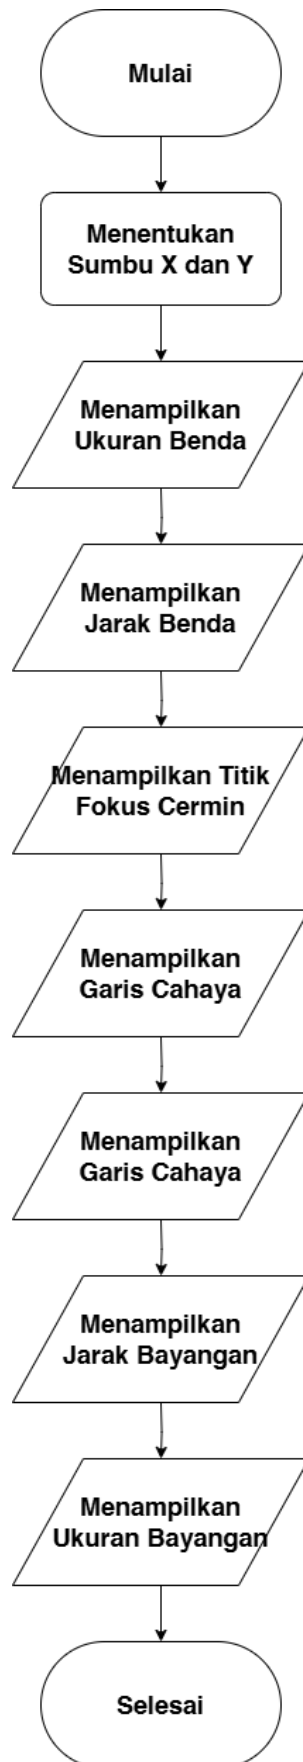 Mulai
Menentukan
Sumbu X dan Y
Menampilkan
Ukuran Benda
Menampilkan
Jarak Benda
Menampilkan Titik
Fokus Cermin
Menampilkan
Garis Cahaya
Menampilkan
Garis Cahaya
Menampilkan
Jarak Bayangan
Menampilkan
Ukuran Bayangan
Selesai